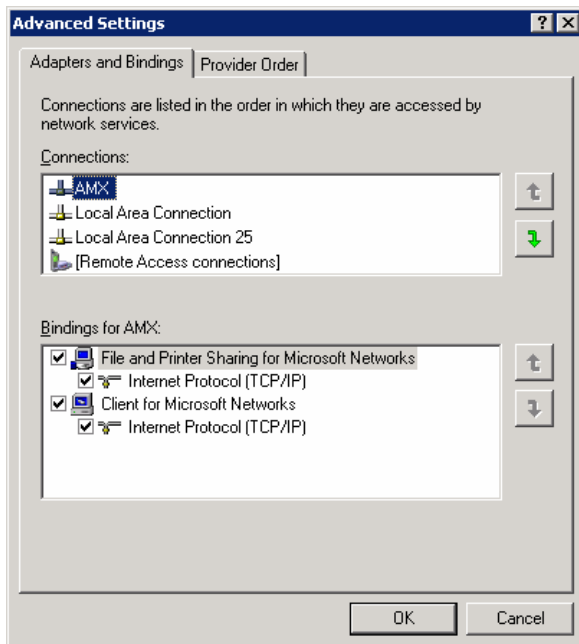 Advanced Settings
Adapters and Bindings
Provider Order
Connections are listed in the order in which they are accessed by
network services.
Connections:
AMX
Local Area Connection
Local Area Connection 25
[Remote Access connections]
Bindings for AMX:
File and Printer Sharing for Microsoft Networks
Internet Protocol (TCP/IP)
Client for Microsoft Networks
Internet Protocol (TCP/IP)
OK
Cancel